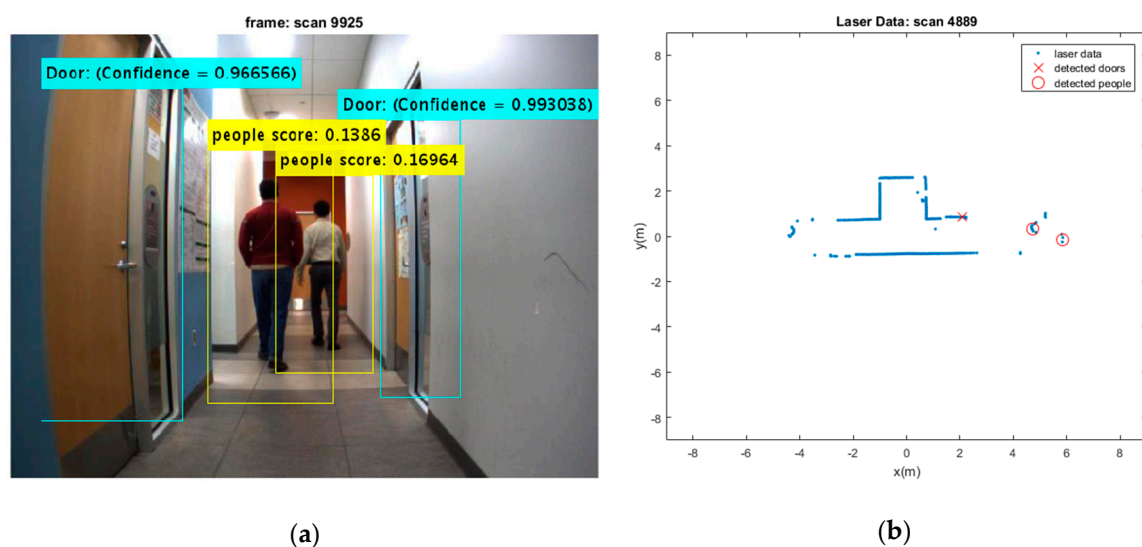 frame: scan 9925
Door: (Confidence = 0.966566)
Door: (Confidence = 0.993038)
people score: 0.1386
people score: 0.16964
(a)
Laser Data: scan 4889
laser data
detected doors
detected people
8
6
4
2
0
-2
-4
-6
-8
y(m)
-8 -6 -4 -2 0 2 4 6 8
x(m)
(b)